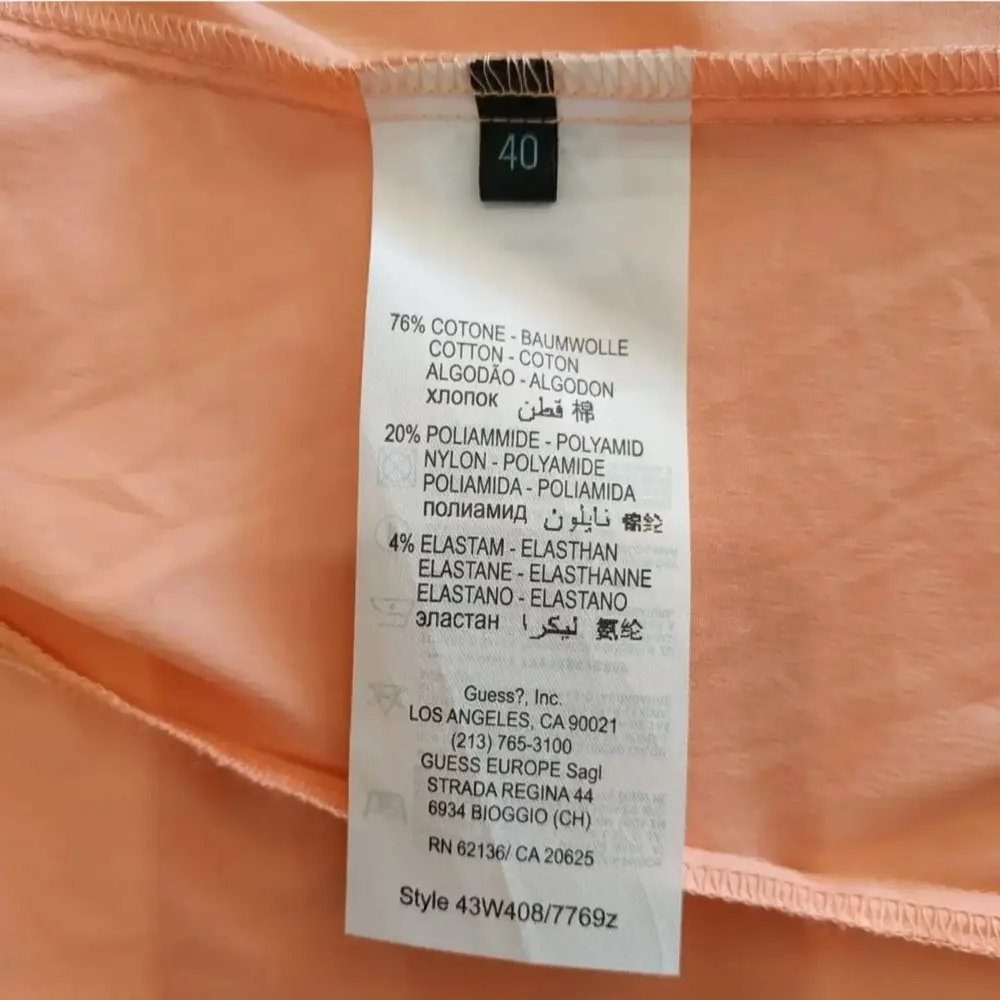 40
76% COTONE - BAUMWOLLE
COTTON - COTON
ALGODÃO - ALGODON
хлопок قطن 棉
20% POLIAMMIDE - POLYAMID
NYLON - POLYAMIDE
POLIAMIDA - POLIAMIDA
полиамид نايلون 锦纶
4% ELASTAM - ELASTHAN
ELASTANE - ELASTHANNE
ELASTANO - ELASTANO
эластан ليكرا 氨纶
Guess?, Inc.
LOS ANGELES, CA 90021
(213) 765-3100
GUESS EUROPE Sagl
STRADA REGINA 44
6934 BIOGGIO (CH)
RN 62136/ CA 20625
Style 43W408/7769z